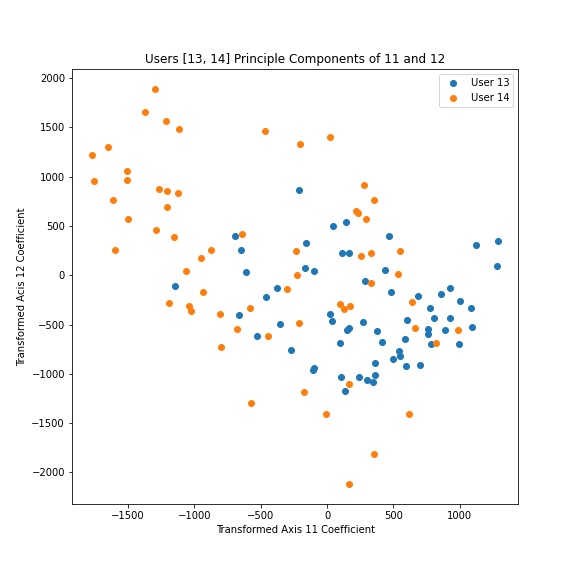 Users [13, 14] Principle Components of 11 and 12
User 13
User 14
Transformed Axis 12 Coefficient
2000
1500
1000
500
0
−500
−1000
−1500
−2000
−1500 −1000 −500 0 500 1000
Transformed Axis 11 Coefficient